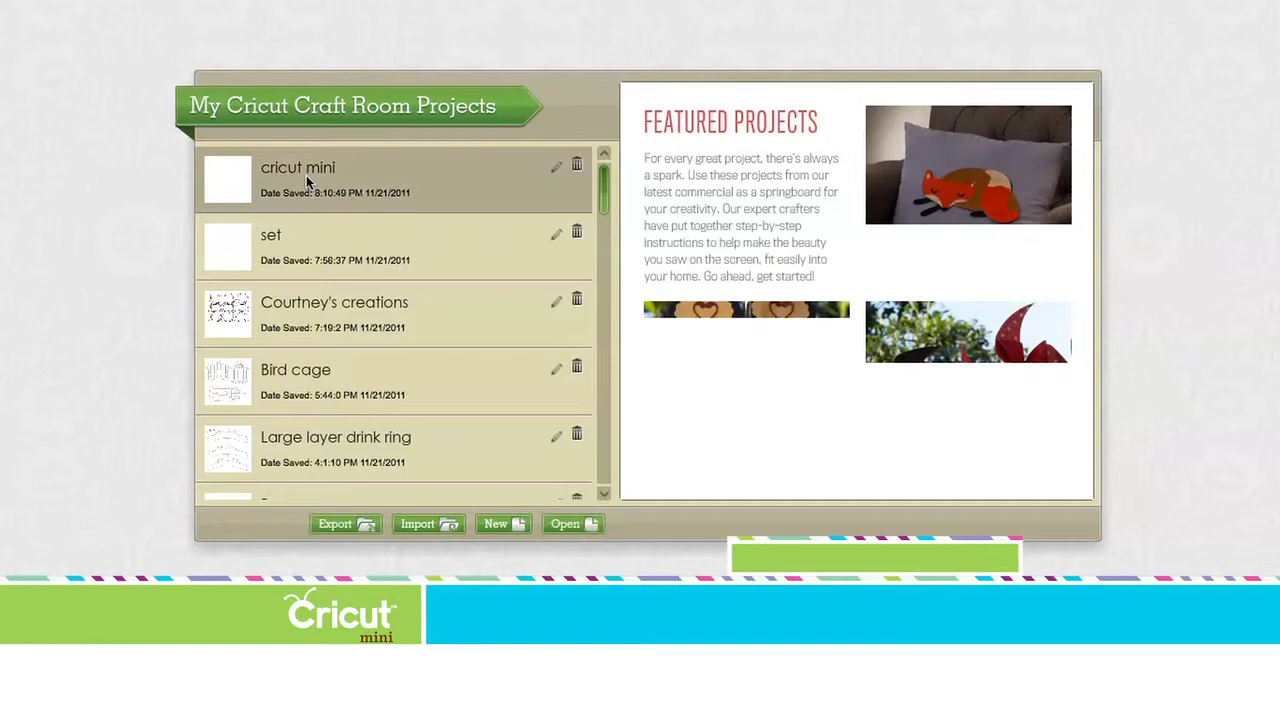 My Cricut Craft Room Projects
cricut mini
Date Saved: 8:10:49 PM 11/21/2011
set
Date Saved: 7:56:37 PM 11/21/2011
Courtney's creations
Date Saved: 7:19:2 PM 11/21/2011
Bird cage
Date Saved: 5:44:0 PM 11/21/2011
Large layer drink ring
Date Saved: 4:1:10 PM 11/21/2011
Export
Import
New
Open
FEATURED PROJECTS
For every great project, there's always
a spark. Use these projects from our
latest commercial as a springboard for
your creativity. Our expert crafters
have put together step-by-step
instructions to help make the beauty
you saw on the screen, fit easily into
your home. Go ahead, get started!
Cricut™
mini